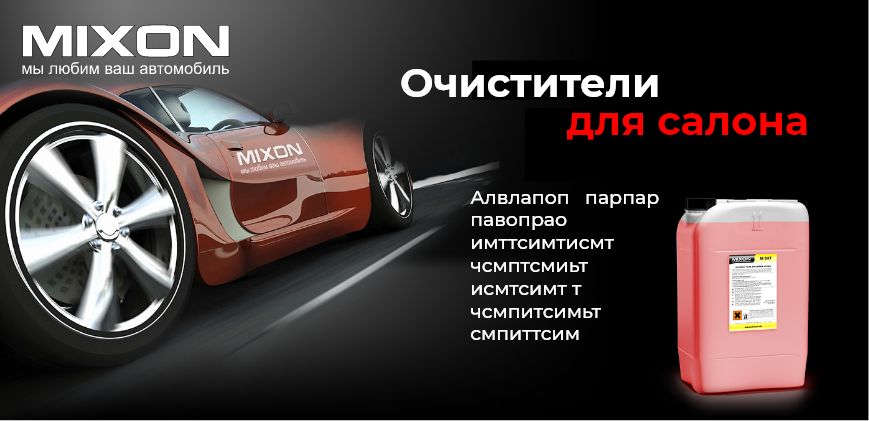 MIXON
мы любим ваш автомобиль
Очистители
для салона
MIXON
мы любим ваш автомобиль
Алвлапоп парпар
павопрао
имттсимтисмт
чсмптсмиьт
исмтсимт т
чсмпитсимьт
смпиттсим
MIXON